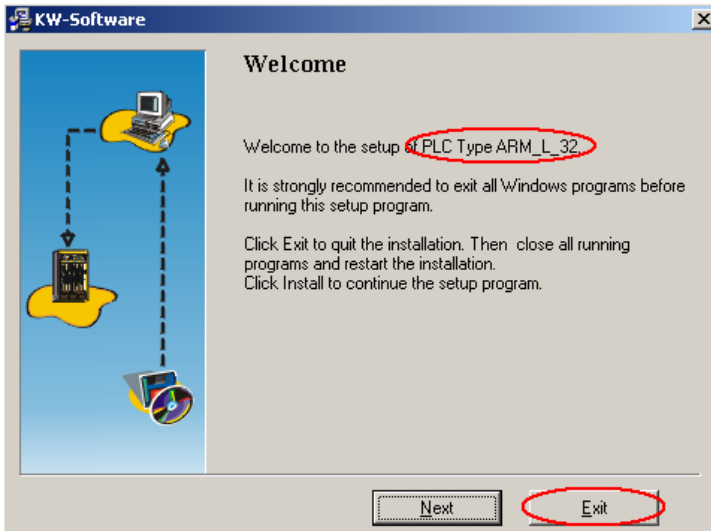 KW-Software
Welcome
Welcome to the setup of PLC Type ARM_L_32.
It is strongly recommended to exit all Windows programs before
running this setup program.
Click Exit to quit the installation. Then close all running
programs and restart the installation.
Click Install to continue the setup program.
Next
Exit